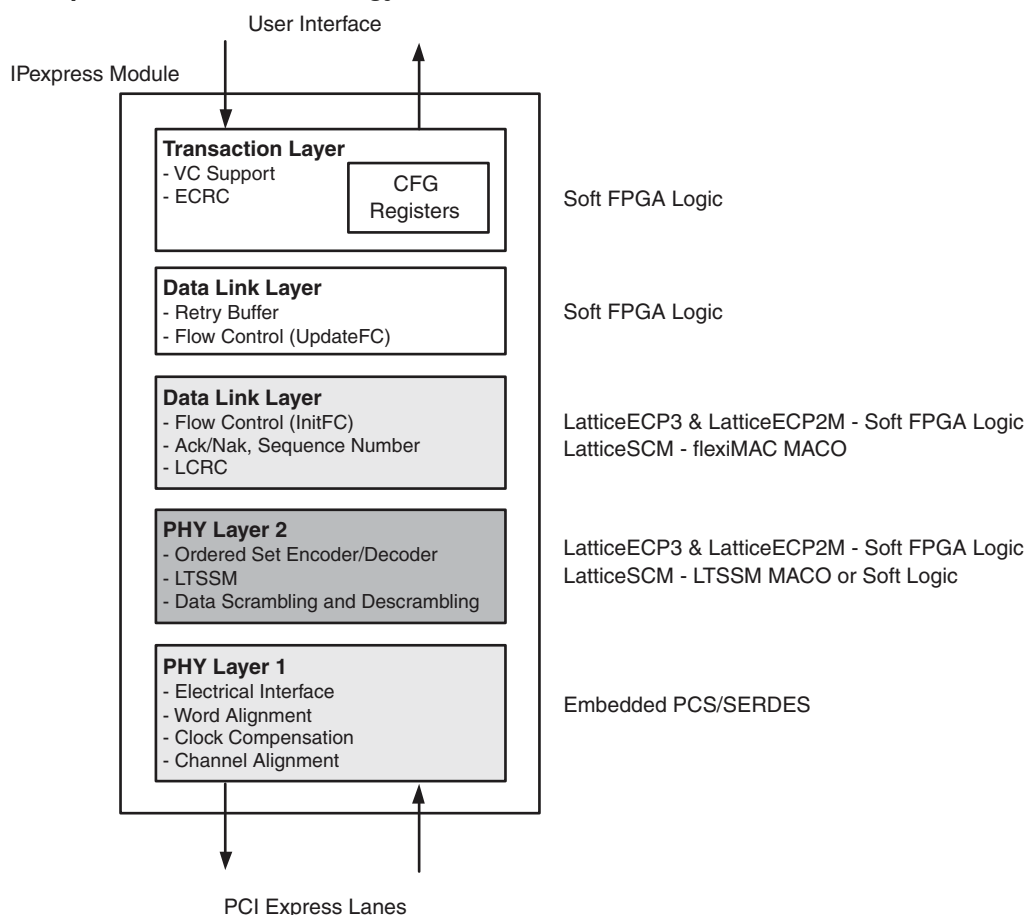 User Interface
IPexpress Module
Transaction Layer
- VC Support
- ECRC
CFG
Registers
Soft FPGA Logic
Data Link Layer
- Retry Buffer
- Flow Control (UpdateFC)
Soft FPGA Logic
Data Link Layer
- Flow Control (InitFC)
- Ack/Nak, Sequence Number
- LCRC
LatticeECP3 & LatticeECP2M - Soft FPGA Logic
LatticeSCM - flexiMAC MACO
PHY Layer 2
- Ordered Set Encoder/Decoder
- LTSSM
- Data Scrambling and Descrambling
LatticeECP3 & LatticeECP2M - Soft FPGA Logic
LatticeSCM - LTSSM MACO or Soft Logic
PHY Layer 1
- Electrical Interface
- Word Alignment
- Clock Compensation
- Channel Alignment
Embedded PCS/SERDES
PCI Express Lanes